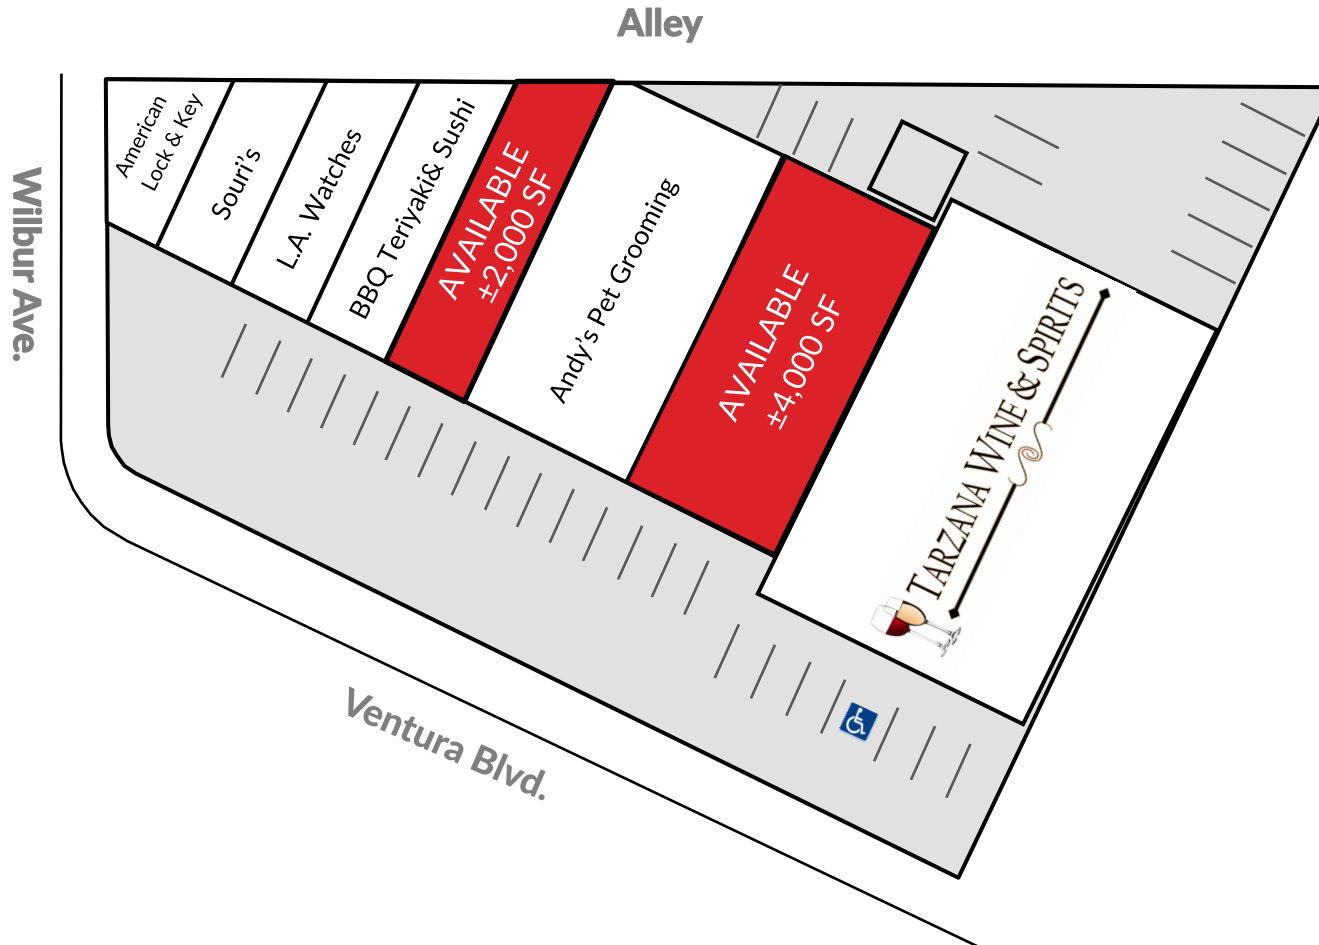 Alley
Wilbur Ave.
American
Lock & Key
Souri's
L.A. Watches
BBQ Teriyaki& Sushi
AVAILABLE
±2,000 SF
Andy's Pet Grooming
AVAILABLE
±4,000 SF
TARZANA WINE & SPIRITS
Ventura Blvd.